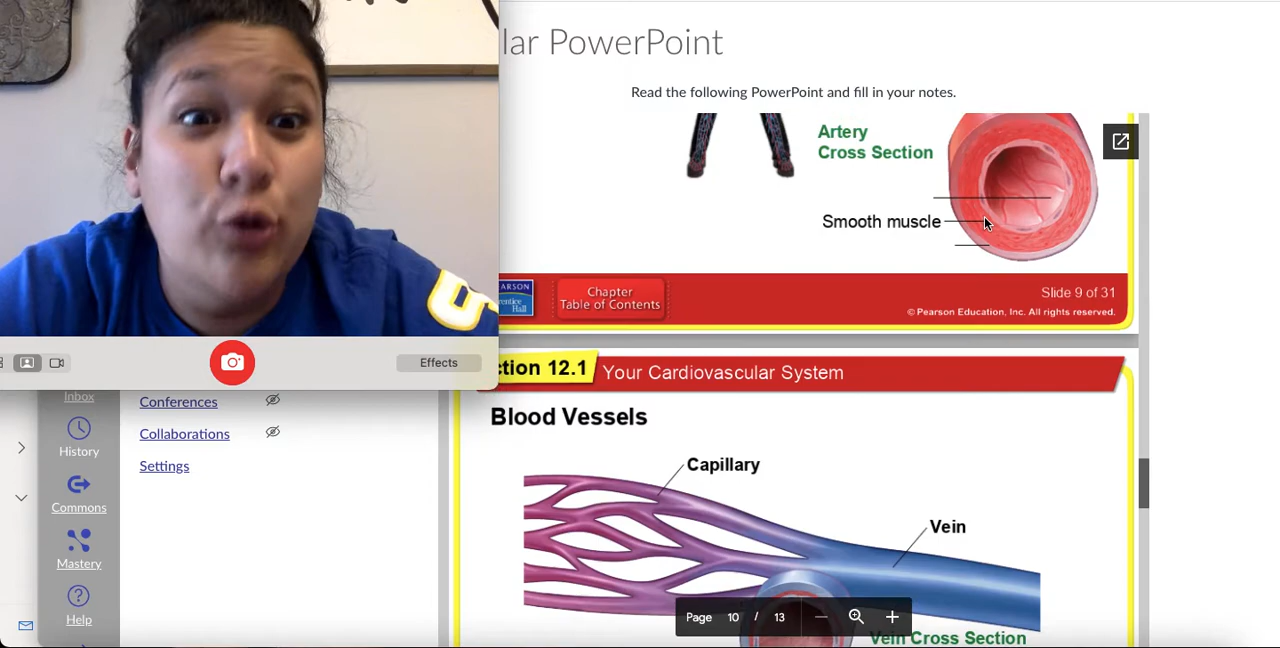 lar PowerPoint
Read the following PowerPoint and fill in your notes.
Artery
Cross Section
Smooth muscle
Chapter
Table of Contents
Slide 9 of 31
© Pearson Education, Inc. All rights reserved.
Effects
ction 12.1
Your Cardiovascular System
Blood Vessels
Capillary
Vein
Vein Cross Section
Page 10 / 13
Inbox
History
Commons
Mastery
Help
Conferences
Collaborations
Settings